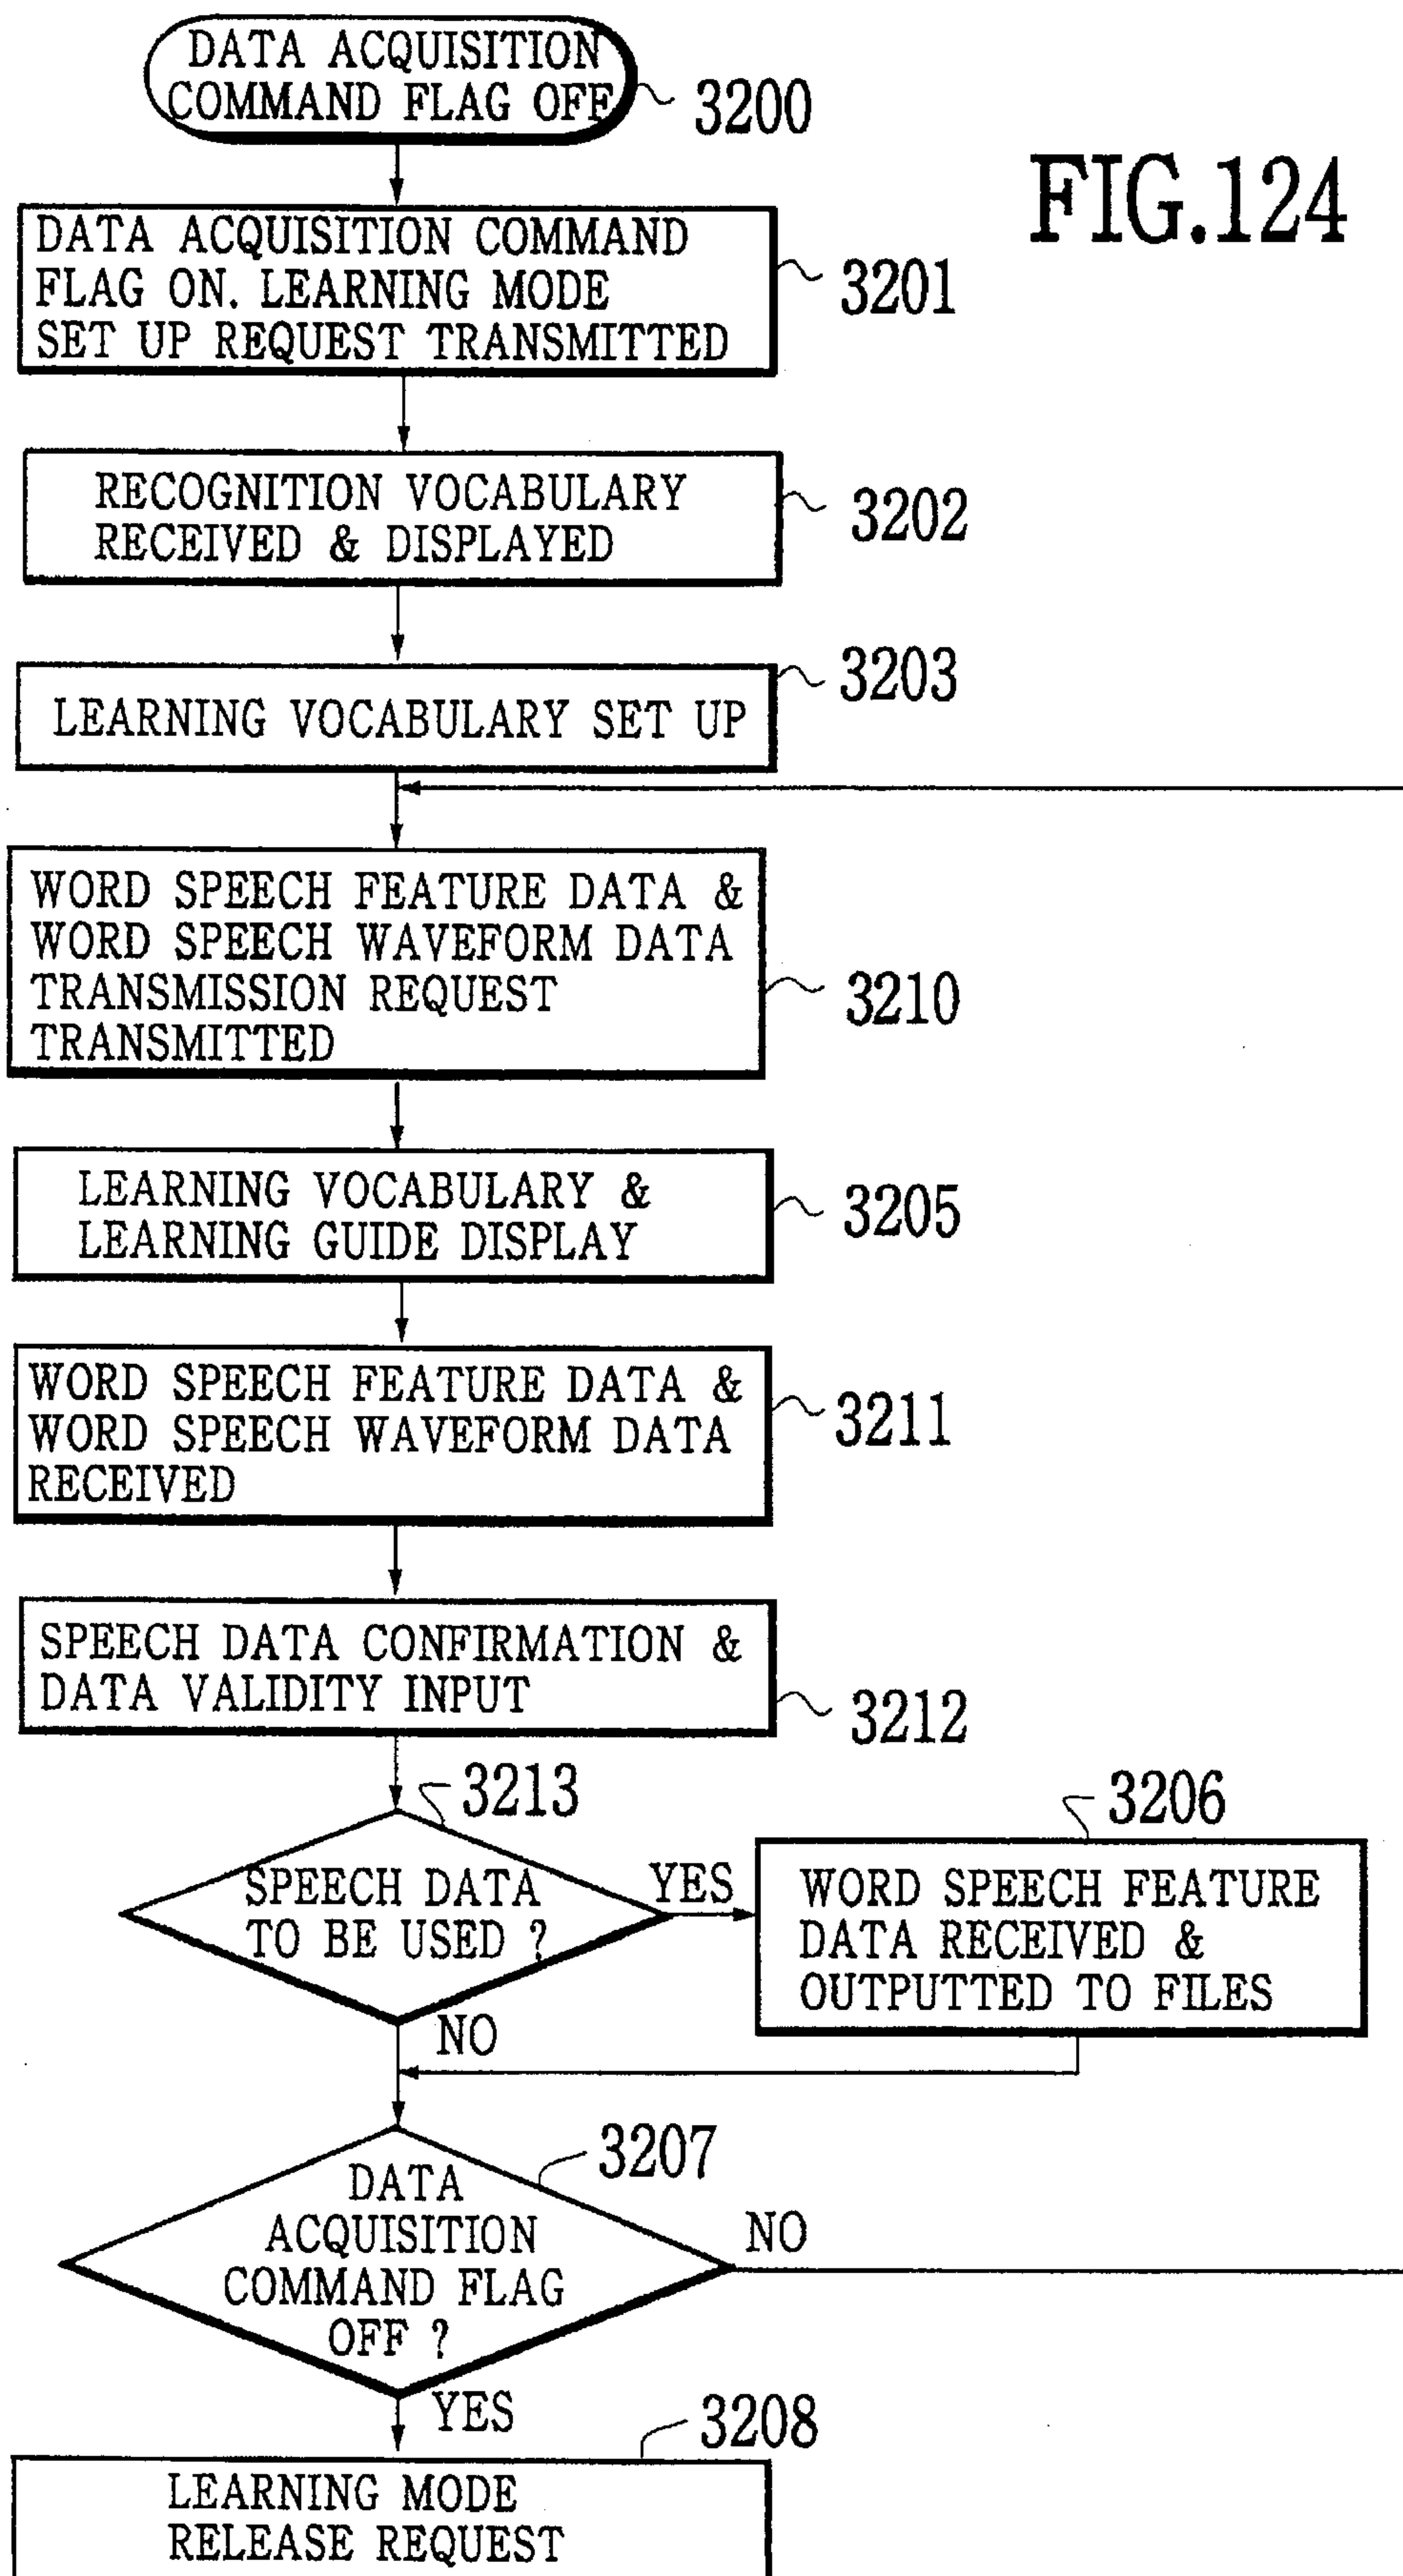 DATA ACQUISITION
COMMAND FLAG OFF
3200
FIG.124
DATA ACQUISITION COMMAND
FLAG ON. LEARNING MODE
SET UP REQUEST TRANSMITTED
3201
RECOGNITION VOCABULARY
RECEIVED & DISPLAYED
3202
LEARNING VOCABULARY SET UP
3203
WORD SPEECH FEATURE DATA &
WORD SPEECH WAVEFORM DATA
TRANSMISSION REQUEST
TRANSMITTED
3210
LEARNING VOCABULARY &
LEARNING GUIDE DISPLAY
3205
WORD SPEECH FEATURE DATA &
WORD SPEECH WAVEFORM DATA
RECEIVED
3211
SPEECH DATA CONFIRMATION &
DATA VALIDITY INPUT
3212
3213
SPEECH DATA
TO BE USED ?
YES
NO
3206
WORD SPEECH FEATURE
DATA RECEIVED &
OUTPUTTED TO FILES
3207
DATA
ACQUISITION
COMMAND FLAG
OFF ?
NO
YES
3208
LEARNING MODE
RELEASE REQUEST